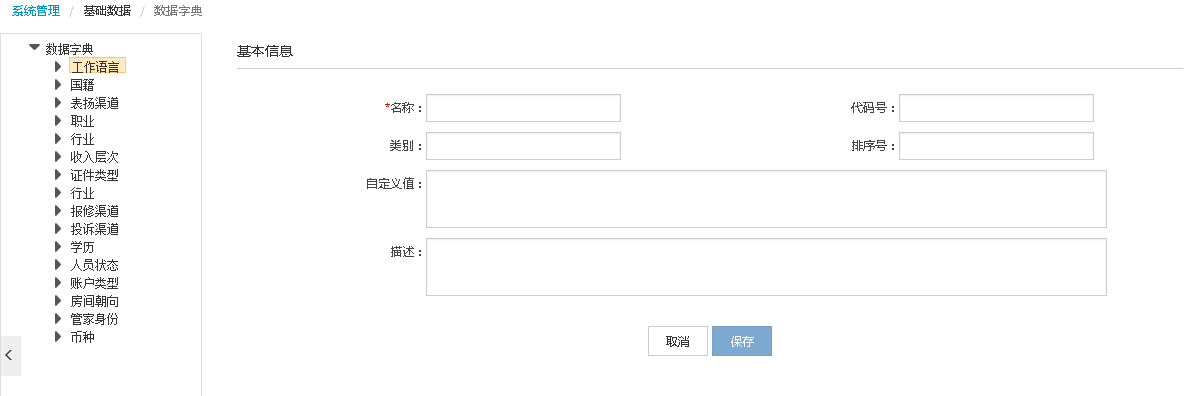 系统管理 / 基础数据 / 数据字典
数据字典
工作语言
国籍
表扬渠道
职业
行业
收入层次
证件类型
行业
报修渠道
投诉渠道
学历
人员状态
账户类型
房间朝向
管家身份
币种
基本信息
*名称： 代码号：
类别： 排序号：
自定义值：
描述：
取消 保存